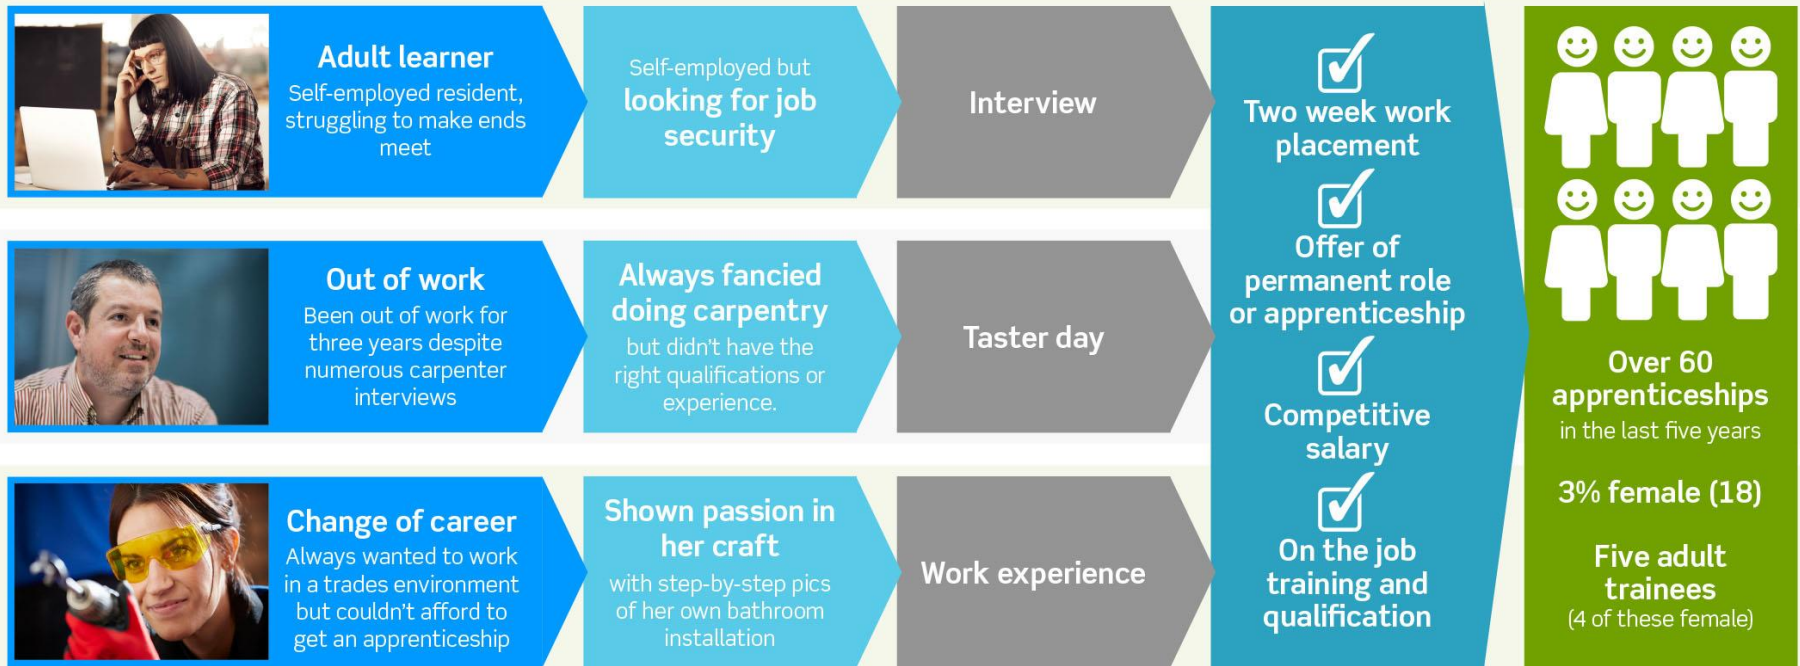 Adult learner
Self-employed resident,
struggling to make ends
meet
Self-employed but
looking for job
security
Interview
Out of work
Been out of work for
three years despite
numerous carpenter
interviews
Always fancied
doing carpentry
but didn't have the
right qualifications or
experience.
Taster day
Change of career
Always wanted to work
in a trades environment
but couldn't afford to
get an apprenticeship
Shown passion in
her craft
with step-by-step pics
of her own bathroom
installation
Work experience
Two week work
placement
Offer of
permanent role
or apprenticeship
Competitive
salary
On the job
training and
qualification
Over 60
apprenticeships
in the last five years
3% female (18)
Five adult
trainees
(4 of these female)